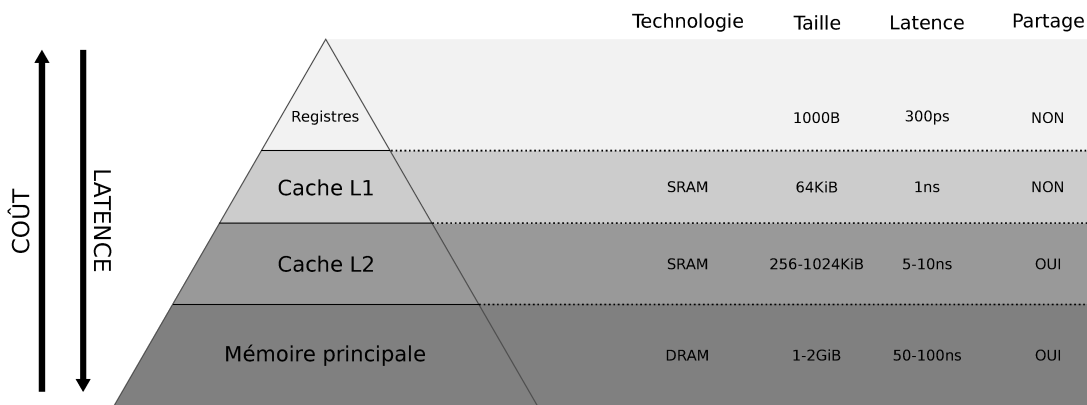 Technologie Taille Latence Partage
Registres 1000B 300ps NON
Cache L1 SRAM 64KiB 1ns NON
Cache L2 SRAM 256-1024KiB 5-10ns OUI
Mémoire principale DRAM 1-2GiB 50-100ns OUI
COÛT
LATENCE